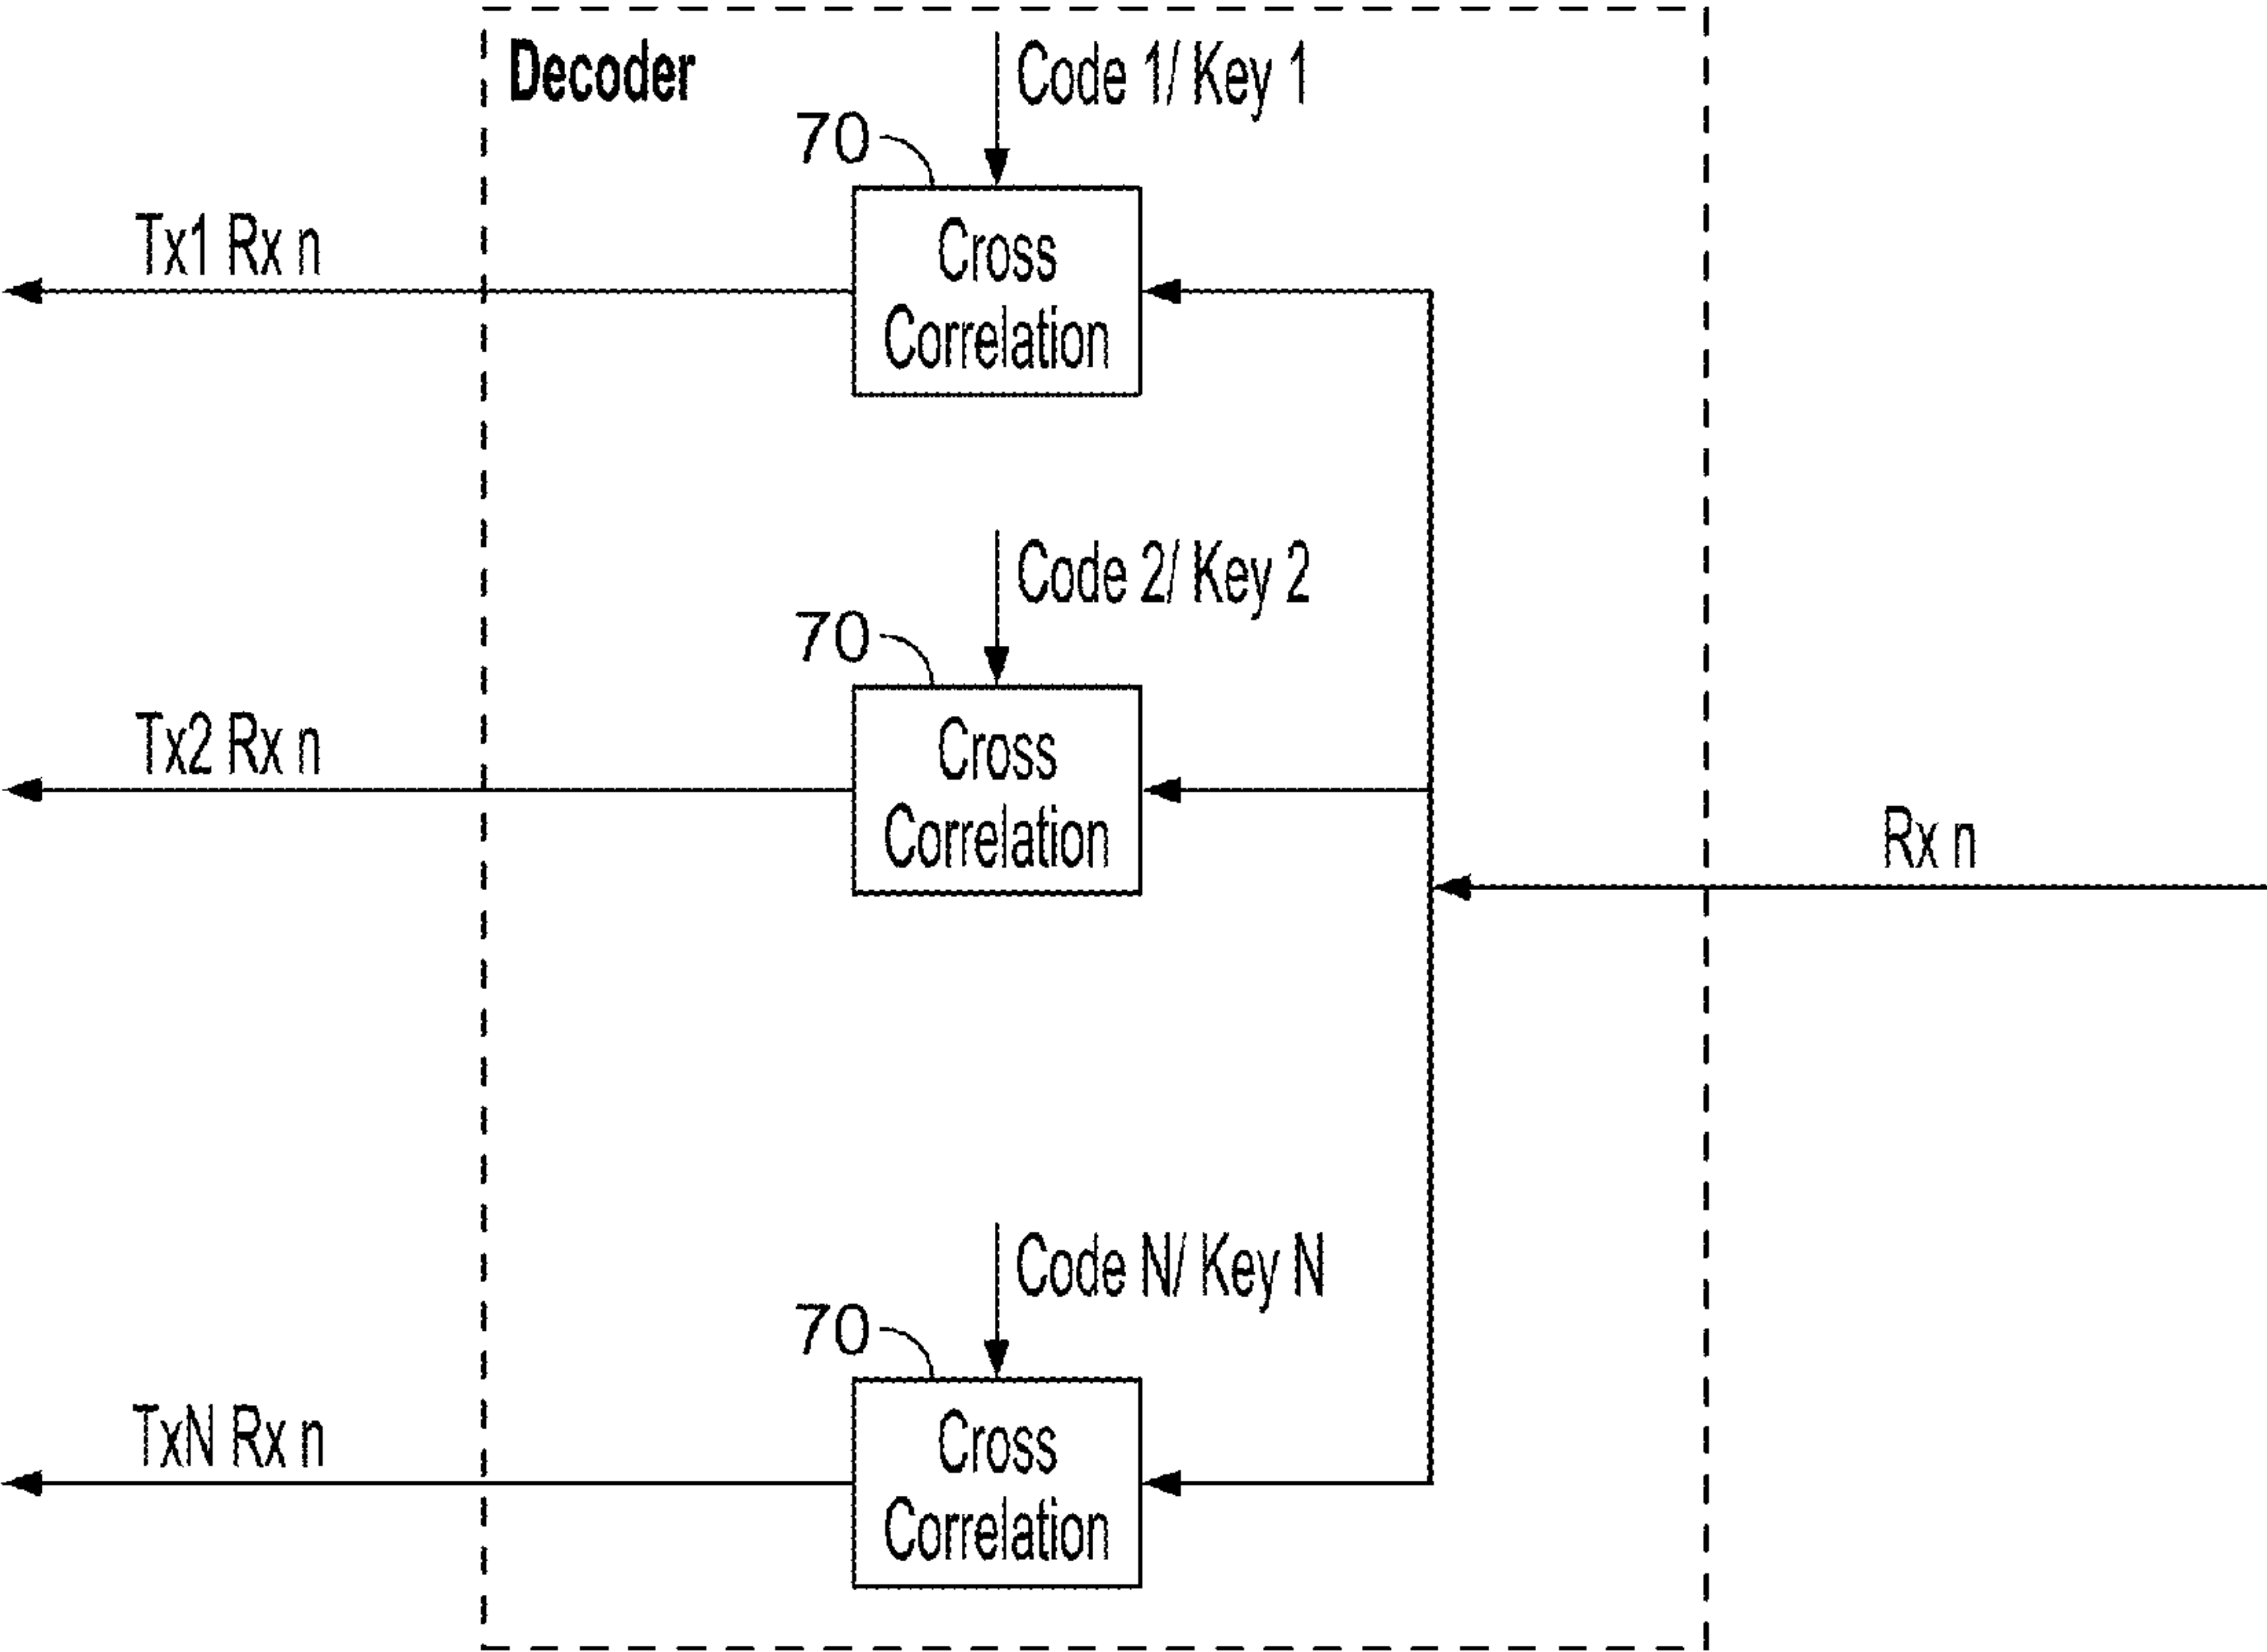 Decoder
Code 1/ Key 1
70
Cross
Correlation
Tx1 Rx n
Code 2/ Key 2
70
Cross
Correlation
Tx2 Rx n
Rx n
Code N/ Key N
70
Cross
Correlation
TxN Rx n